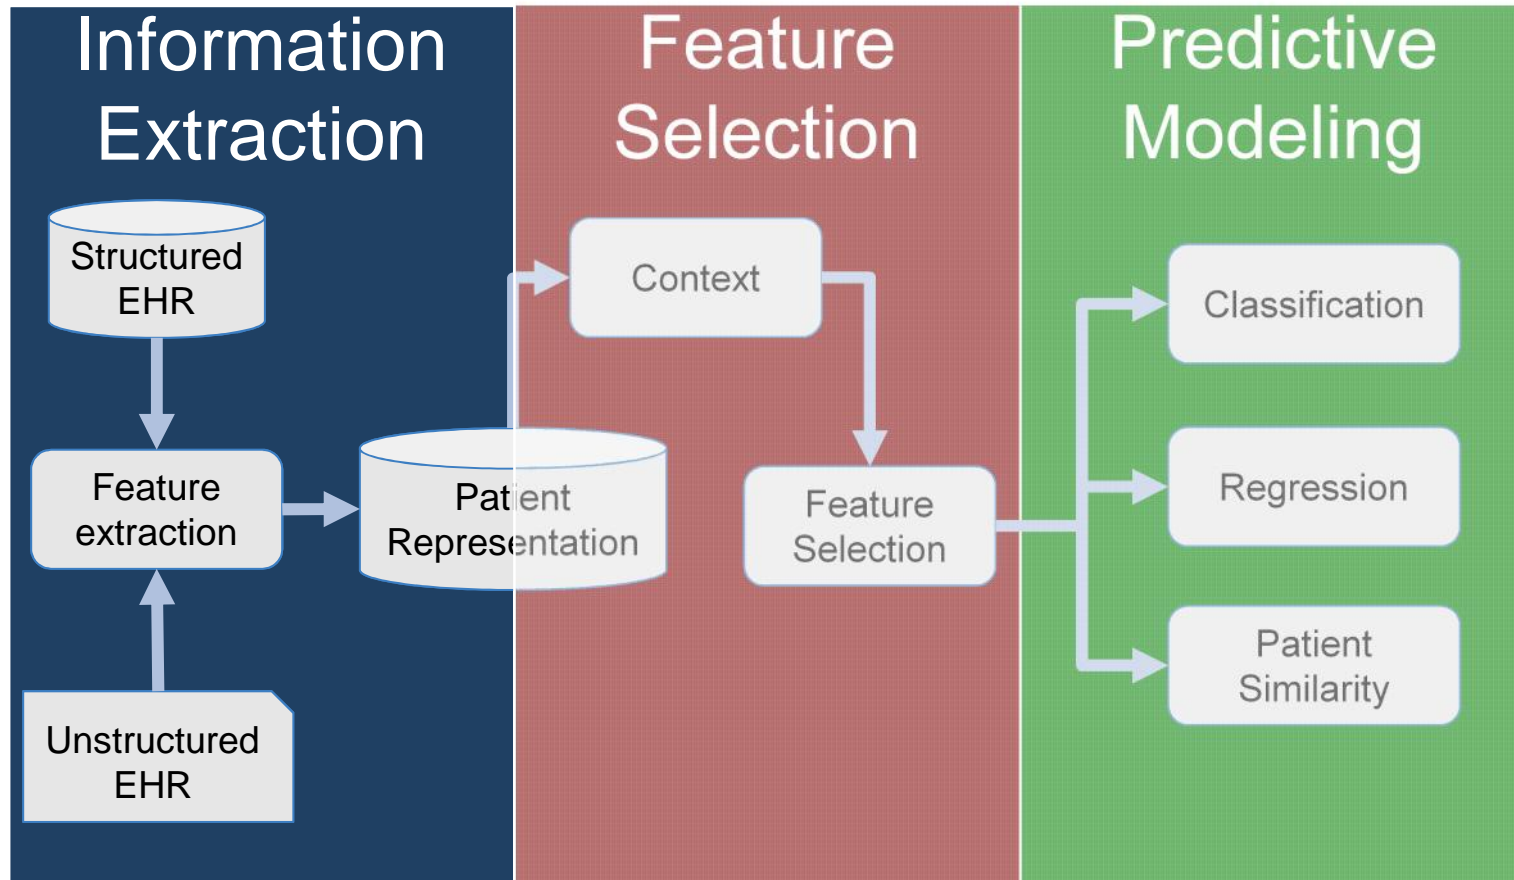 Information
Extraction
Feature
Selection
Predictive
Modeling
Structured
EHR
Feature
extraction
Unstructured
EHR
Patient
Representation
Context
Feature
Selection
Classification
Regression
Patient
Similarity